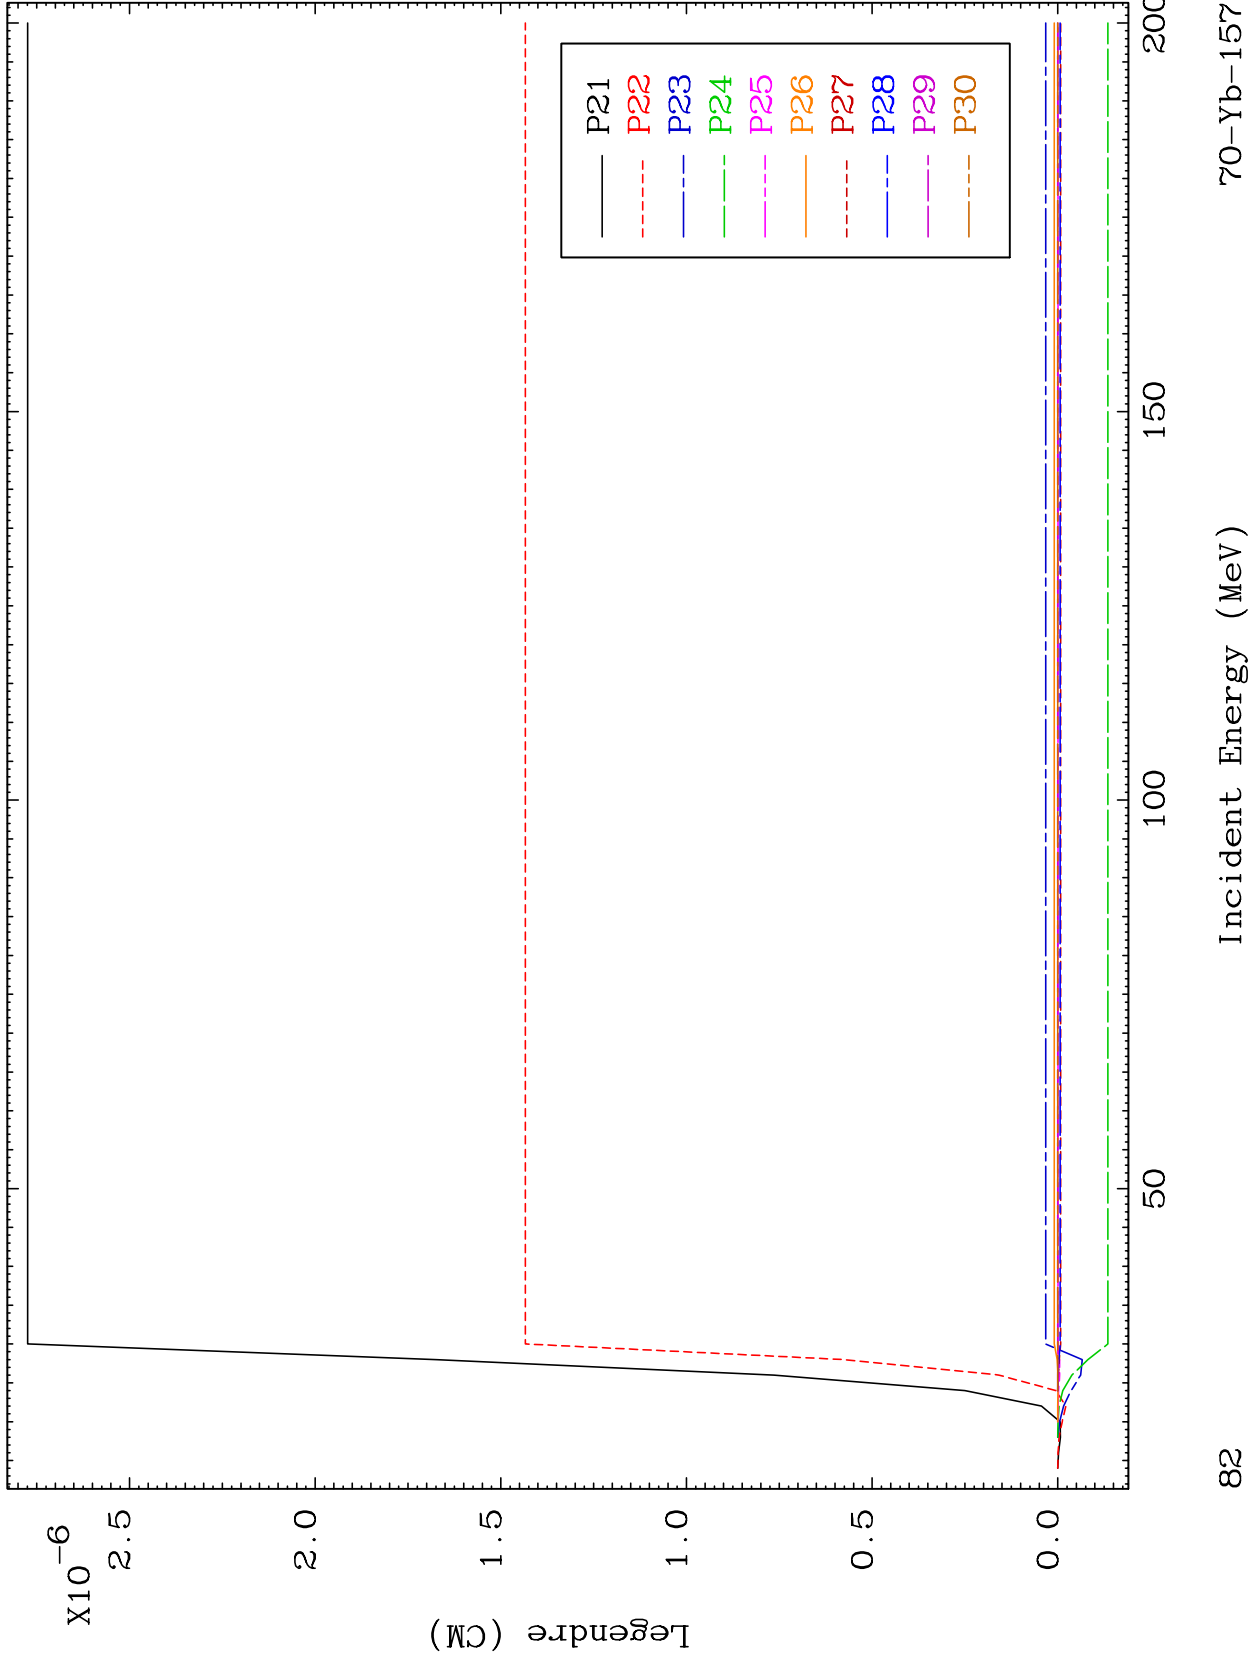 X10-6
2.5
2.0
1.5
1.0
0.5
0.0
Legendre (CM)
P21
P22
P23
P24
P25
P26
P27
P28
P29
P30
50
100
150
200
Incident Energy (MeV)
82
70-Yb-157